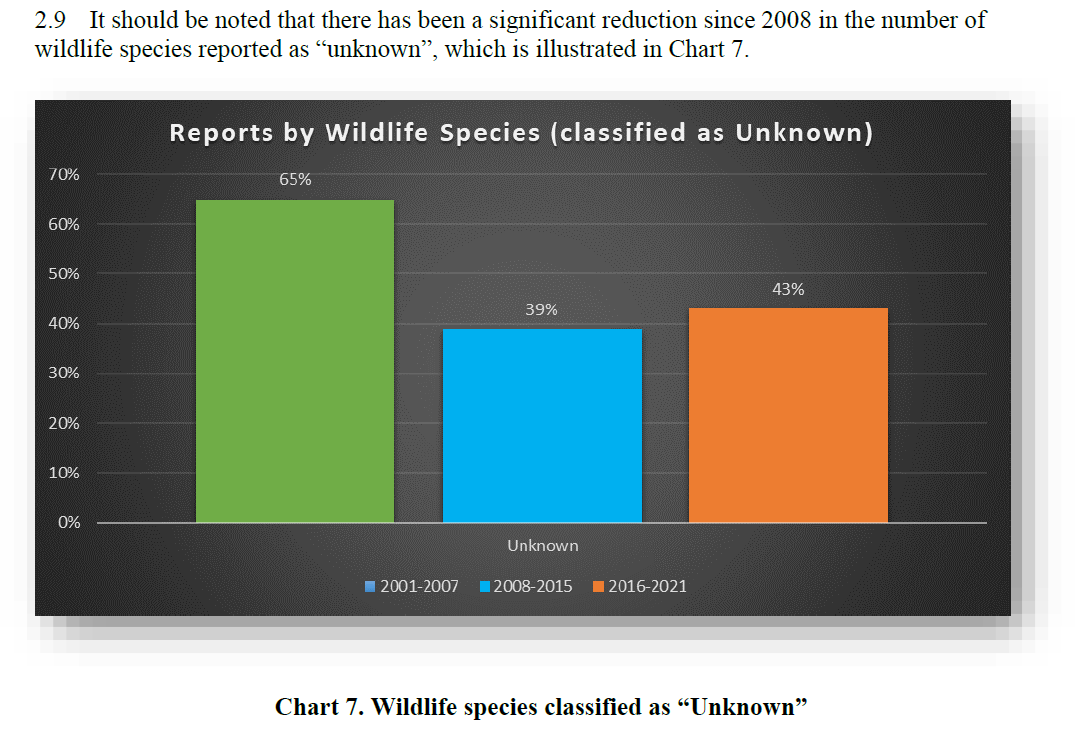 2.9 It should be noted that there has been a significant reduction since 2008 in the number of
wildlife species reported as “unknown”, which is illustrated in Chart 7.
Reports by Wildlife Species (classified as Unknown)
70%
65%
60%
50%
43%
39%
40%
30%
20%
10%
0%
Unknown
2001-2007 2008-2015 2016-2021
Chart 7. Wildlife species classified as “Unknown”